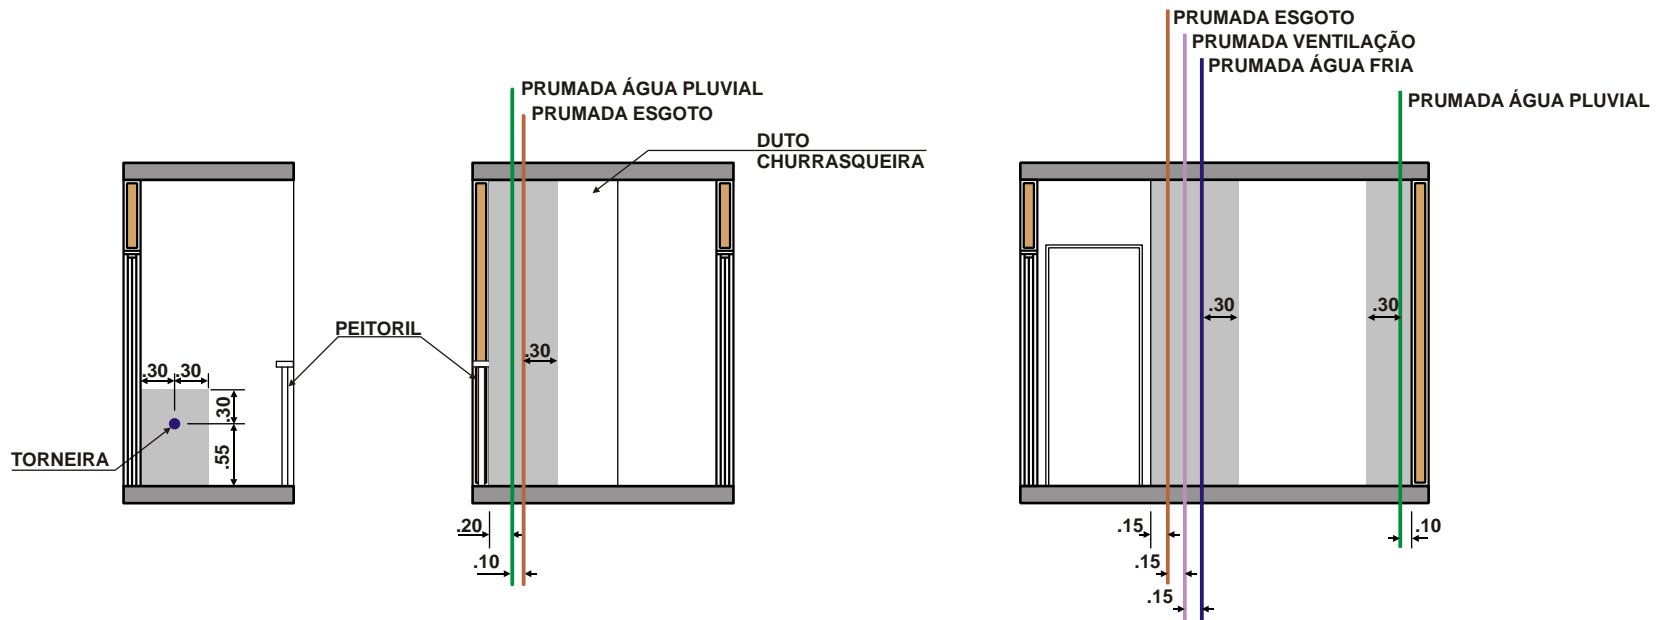 PRUMADA ESGOTO
PRUMADA VENTILAÇÃO
PRUMADA ÁGUA FRIA
PRUMADA ÁGUA PLUVIAL
PRUMADA ÁGUA PLUVIAL
PRUMADA ESGOTO
DUTO
CHURRASQUEIRA
PEITORIL
TORNEIRA
.30 .30
.30
.55
.30
.20
.10
.30
.30
.15
.15
.15
.10